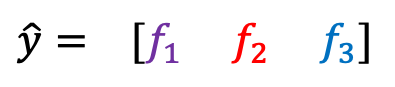 ŷ = [f₁ f₂ f₃]